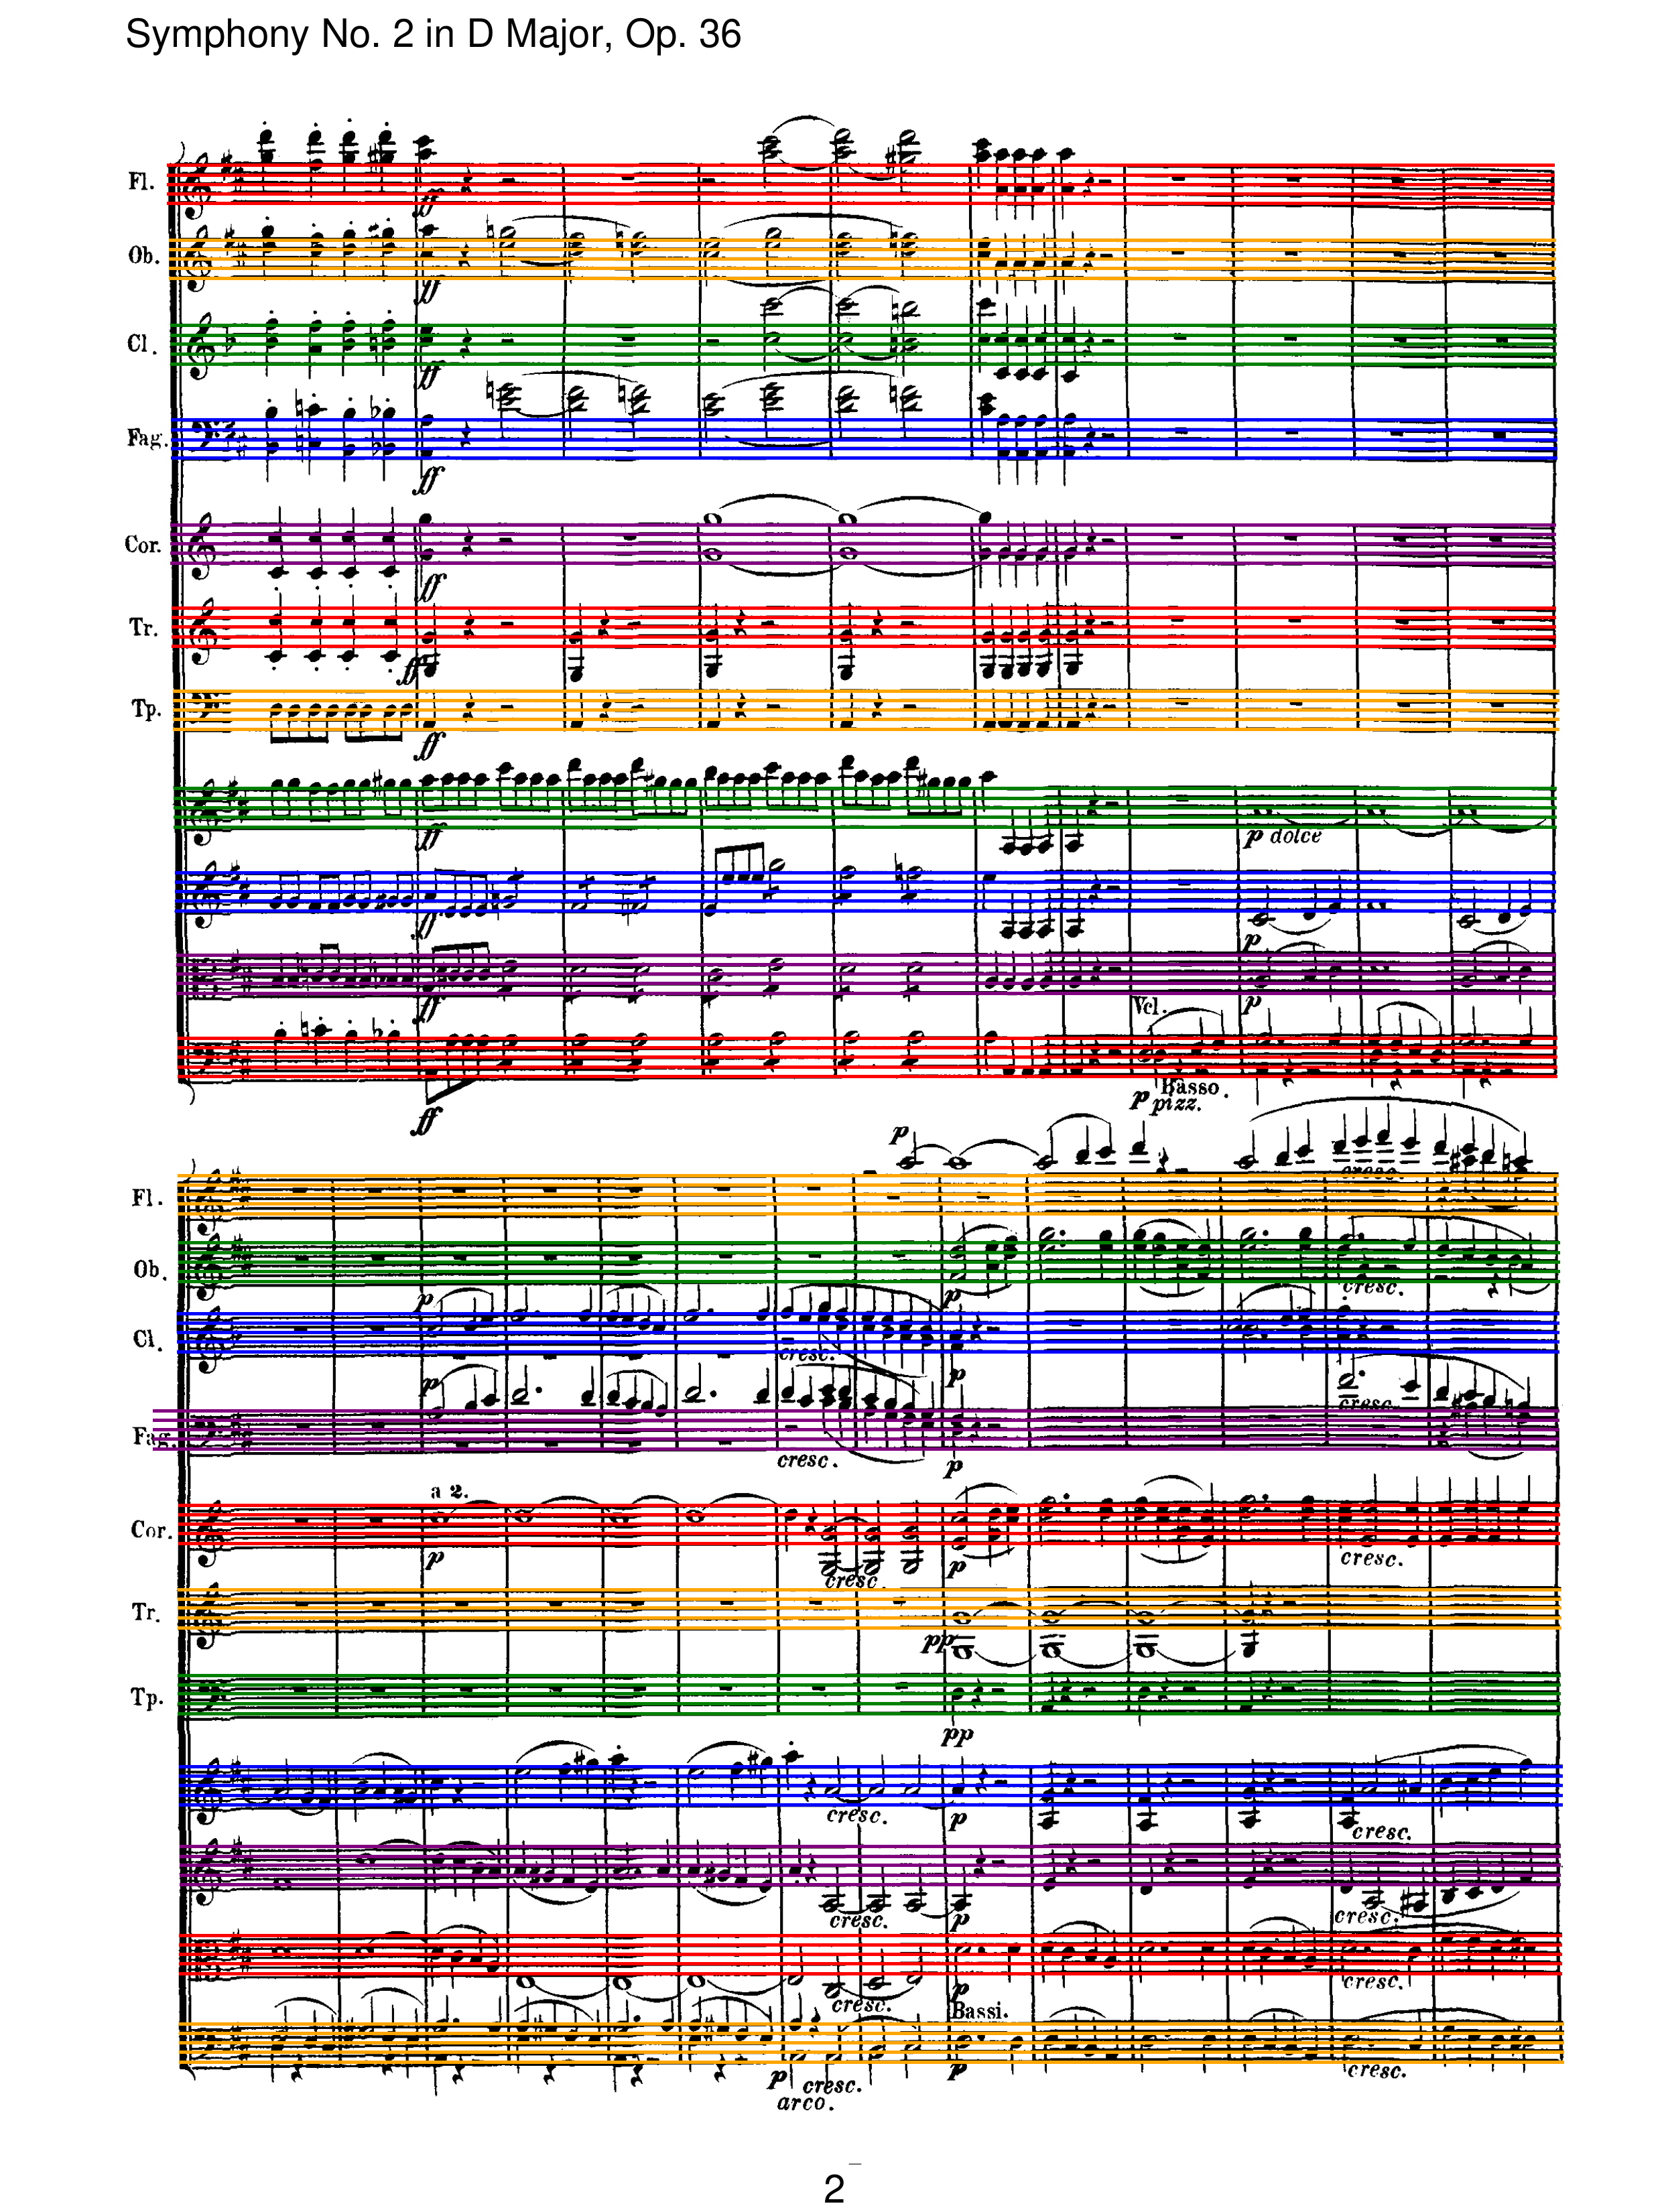 Symphony No. 2 in D Major, Op. 36
Fl.
ff
Ob.
ff
Cl.
ff
Fag.
ff
Cor.
ff
Tr.
ff
Tp.
ff
ff
p dolce
ff
p
ff
p
Vcl.
Basso.
p pizz.
ff
p
Fl.
cresc.
Ob.
p
cresc.
p
Cl.
cresc.
p
p
cresc.
Fag.
cresc.
p
a 2.
Cor.
p
cresc.
p
cresc.
Tr.
pp
Tp.
pp
cresc.
p
cresc.
cresc.
p
cresc.
cresc.
p
cresc.
Bassi.
p cresc.
arco.
p
cresc.
2